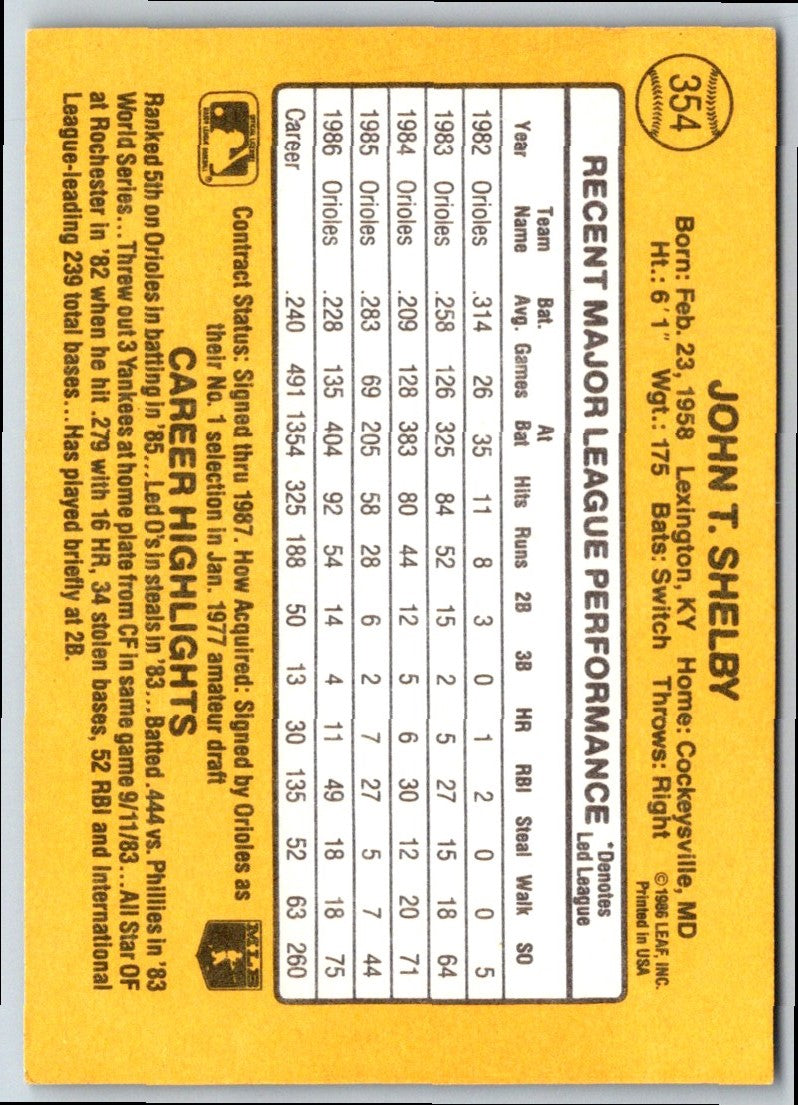 354
JOHN T. SHELBY
Born: Feb. 23, 1958 Lexington, KY Home: Cockeysville, MD
Ht.: 6'1" Wgt.: 175 Bats: Switch Throws: Right
©1986 LEAF, INC.
Printed in USA
RECENT MAJOR LEAGUE PERFORMANCE
*Denotes
Led League
Team Bat. At
Year Name Avg. Games Bat Hits Runs 2B 3B HR RBI Steal Walk SO
1982 Orioles .314 26 35 11 8 3 0 1 2 0 0 5
1983 Orioles .258 126 325 84 52 15 2 5 27 15 18 64
1984 Orioles .209 128 383 80 44 12 5 6 30 12 20 71
1985 Orioles .283 69 205 58 28 6 2 7 27 5 7 44
1986 Orioles .228 135 404 92 54 14 4 11 49 18 18 75
Career .240 491 1354 325 188 50 13 30 135 52 63 260
Contract Status: Signed thru 1987. How Acquired: Signed by Orioles as
their No. 1 selection in Jan. 1977 amateur draft
MLB
CAREER HIGHLIGHTS
Ranked 5th on Orioles in batting in '85...Led O's in steals in '83...Batted .444 vs. Phillies in '83
World Series...Threw out 3 Yankees at home plate from CF in same game 9/11/83...All Star OF
at Rochester in '82 when he hit .279 with 16 HR, 34 stolen bases, 52 RBI and International
League-leading 239 total bases...Has played briefly at 2B.